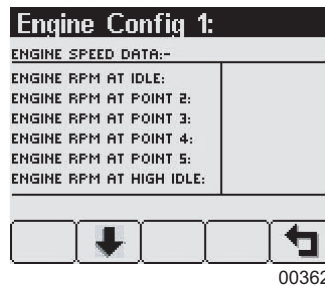 Engine Config 1:
ENGINE SPEED DATA:-
ENGINE RPM AT IDLE:
ENGINE RPM AT POINT 2:
ENGINE RPM AT POINT 3:
ENGINE RPM AT POINT 4:
ENGINE RPM AT POINT 5:
ENGINE RPM AT HIGH IDLE:
00362